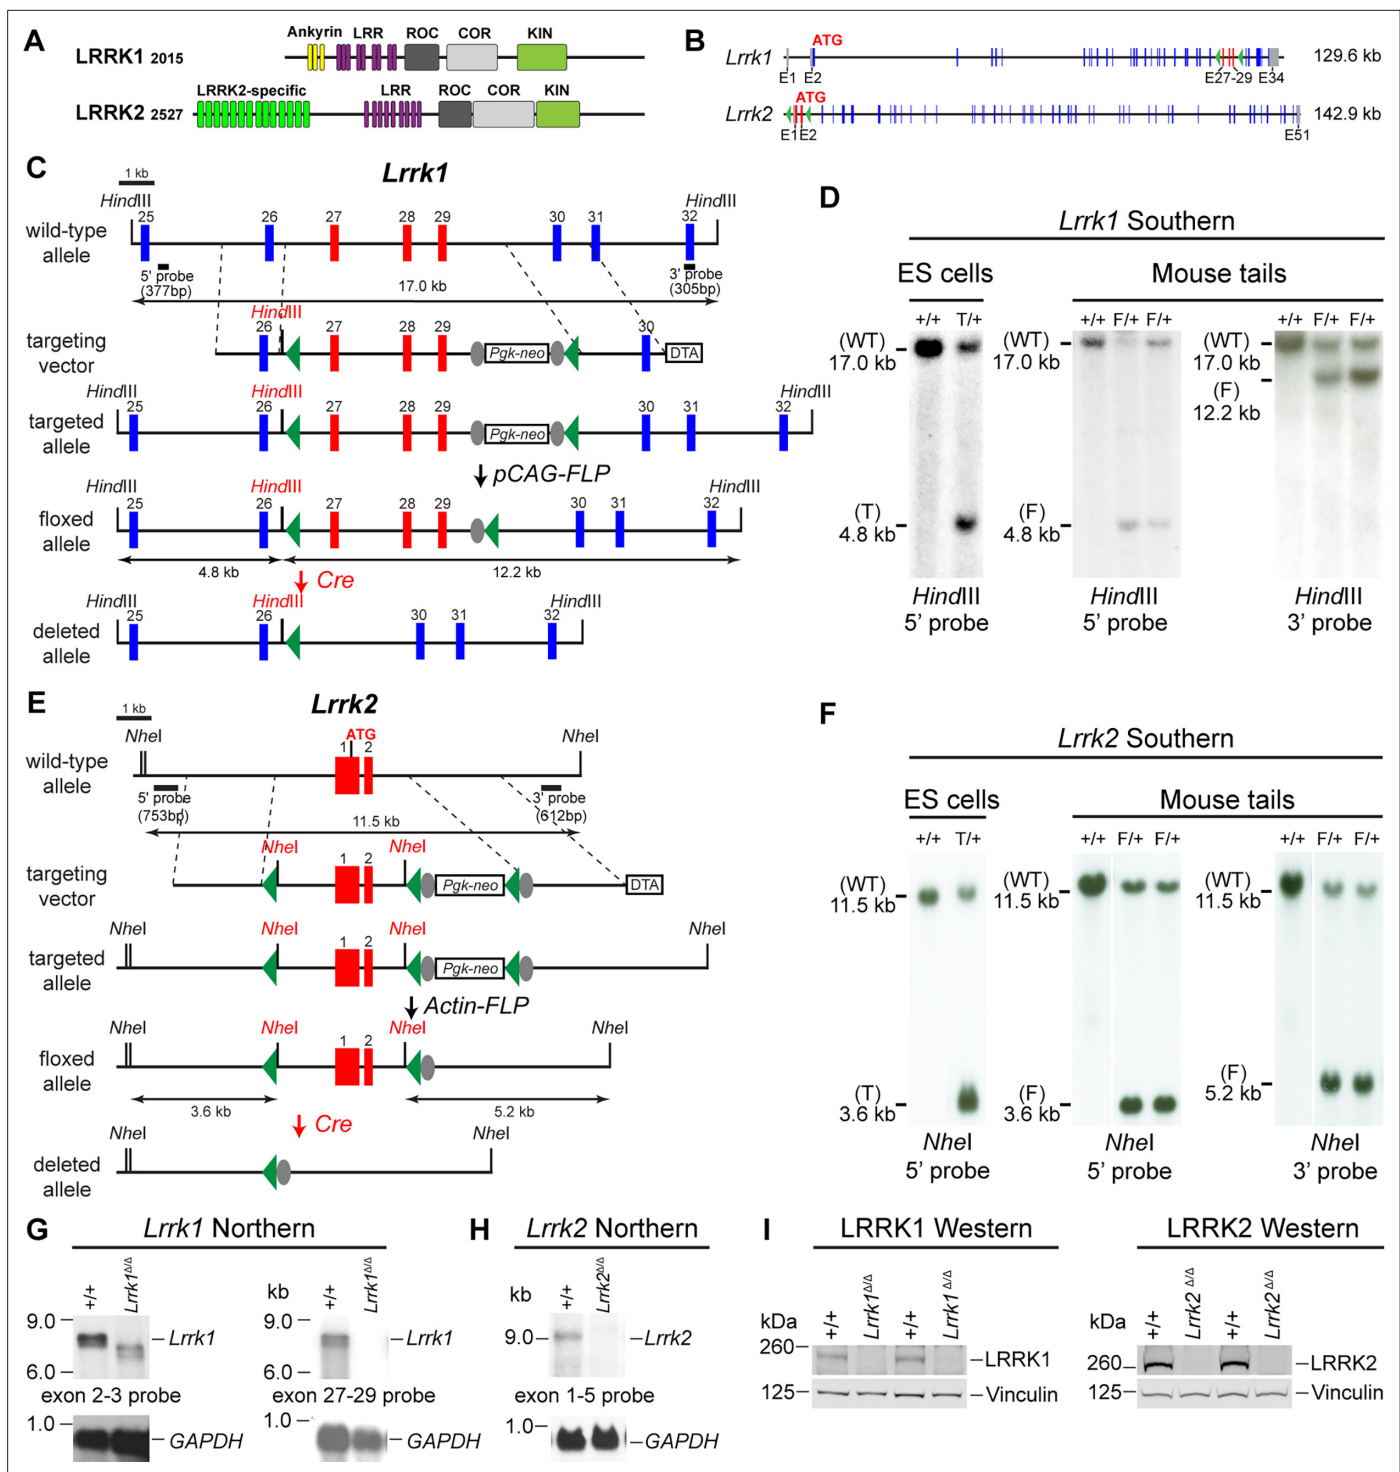 A
Ankyrin LRR ROC COR KIN
LRRK1 2015
LRRK2-specific LRR ROC COR KIN
LRRK2 2527
B
ATG
Lrrk1 129.6 kb
E1 E2 E27-29 E34
ATG
Lrrk2 142.9 kb
E1 E2 E51
C
1 kb
Lrrk1
HindIII HindIII
25 26 27 28 29 30 31 32
wild-type
allele
5' probe
(377bp)
3' probe
(305bp)
17.0 kb
HindIII
26 27 28 29 30
targeting
vector
Pgk-neo
DTA
HindIII HindIII HindIII
25 26 27 28 29 30 31 32
targeted
allele
Pgk-neo
pCAG-FLP
HindIII HindIII HindIII
25 26 27 28 29 30 31 32
floxed
allele
4.8 kb 12.2 kb
Cre
HindIII HindIII HindIII
25 26 30 31 32
deleted
allele
D
Lrrk1 Southern
ES cells Mouse tails
+/+ T/+ +/+ F/+ F/+ +/+ F/+ F/+
(WT)
17.0 kb
(T)
4.8 kb
HindIII
5' probe
(WT)
17.0 kb
(F)
4.8 kb
HindIII
5' probe
(WT)
17.0 kb
(F)
12.2 kb
HindIII
3' probe
E
1 kb
Lrrk2
NheI ATG NheI
1 2
wild-type
allele
5' probe
(753bp)
3' probe
(612bp)
11.5 kb
NheI NheI
1 2
targeting
vector
Pgk-neo
DTA
NheI NheI NheI NheI
1 2
targeted
allele
Pgk-neo
Actin-FLP
NheI NheI NheI NheI
1 2
floxed
allele
3.6 kb 5.2 kb
Cre
NheI NheI
deleted
allele
F
Lrrk2 Southern
ES cells Mouse tails
+/+ T/+ +/+ F/+ F/+ +/+ F/+ F/+
(WT)
11.5 kb
(T)
3.6 kb
NheI
5' probe
(WT)
11.5 kb
(F)
3.6 kb
NheI
5' probe
(WT)
11.5 kb
(F)
5.2 kb
NheI
3' probe
G
Lrrk1 Northern
+/+ Lrrk1Δ/Δ
9.0
Lrrk1
6.0
exon 2-3 probe
1.0
GAPDH
kb
+/+ Lrrk1Δ/Δ
9.0
Lrrk1
6.0
exon 27-29 probe
1.0
GAPDH
H
Lrrk2 Northern
kb
+/+ Lrrk2Δ/Δ
9.0
Lrrk2
exon 1-5 probe
1.0
GAPDH
I
LRRK1 Western
kDa
+/+ Lrrk1Δ/Δ +/+ Lrrk1Δ/Δ
260
LRRK1
125
Vinculin
LRRK2 Western
kDa
+/+ Lrrk2Δ/Δ +/+ Lrrk2Δ/Δ
260
LRRK2
125
Vinculin